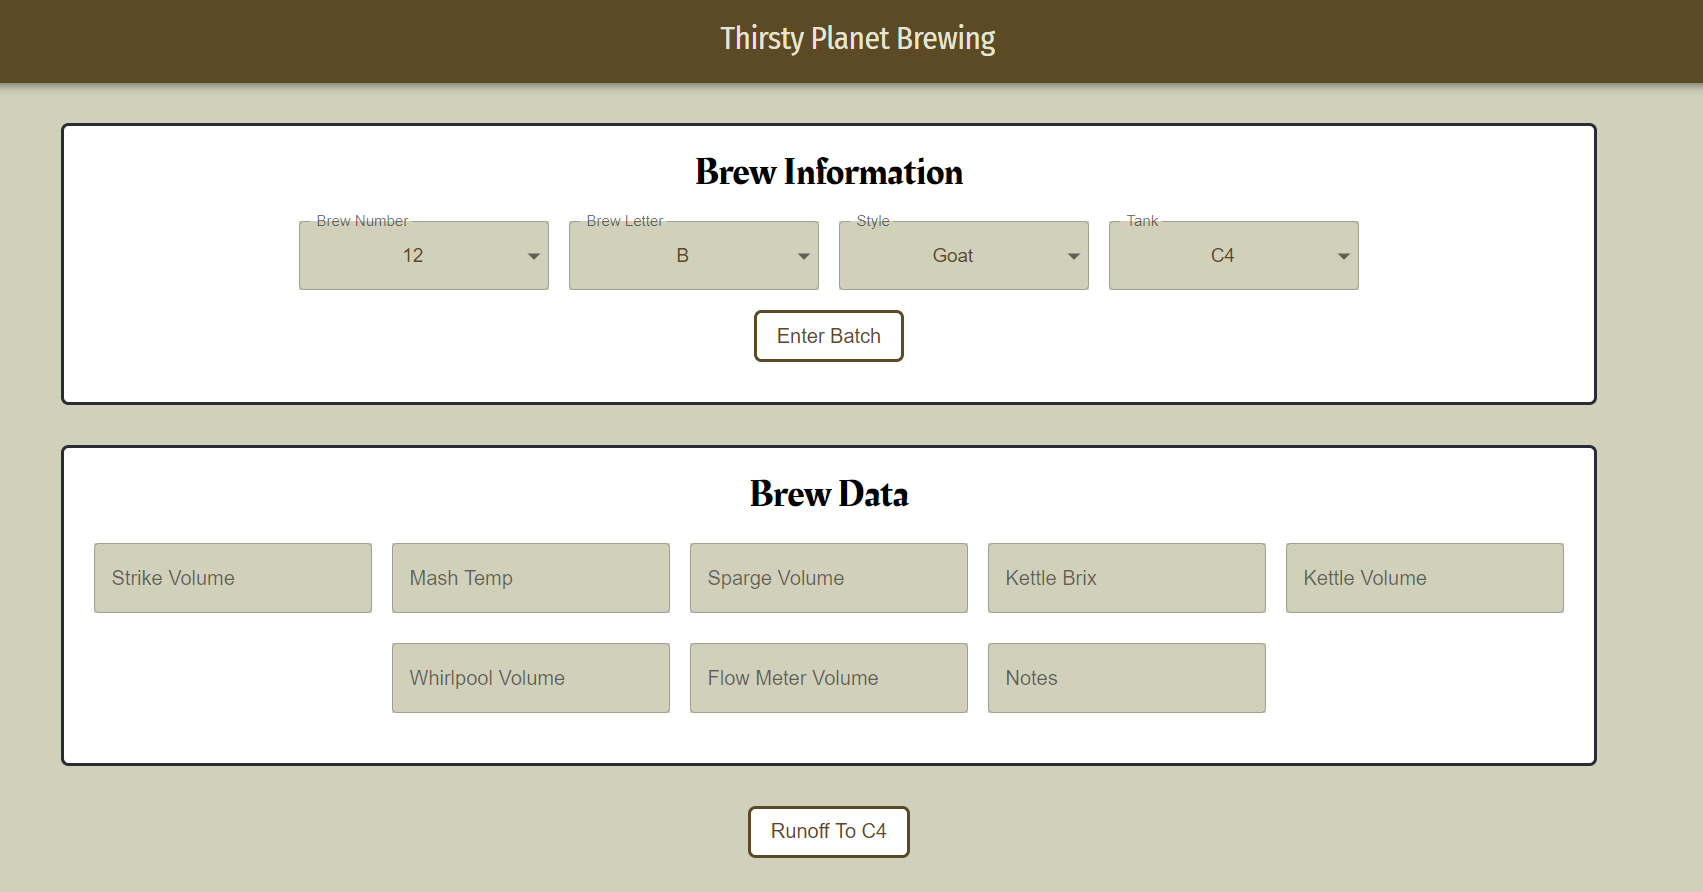 Thirsty Planet Brewing
Brew Information
Brew Number Brew Letter Style Tank
12 B Goat C4
Enter Batch
Brew Data
Strike Volume Mash Temp Sparge Volume Kettle Brix Kettle Volume
Whirlpool Volume Flow Meter Volume Notes
Runoff To C4